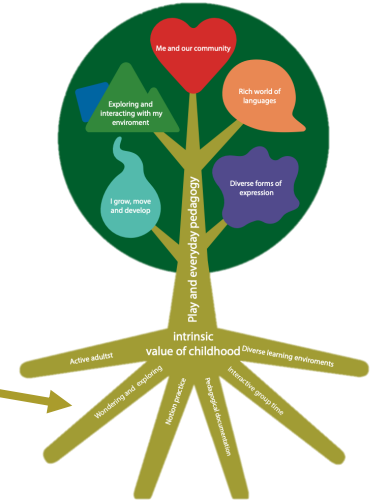 Me and our community
Rich world of
languages
Exploring and
interacting with my
enviroment
Diverse forms of
expression
I grow, move
and develop
Play and everyday pedagogy
intrinsic
value of childhood
Active adultst
Diverse learning enviroments
Wondering and exploring
Notion practice
Pedagogical documentation
Interactive group time